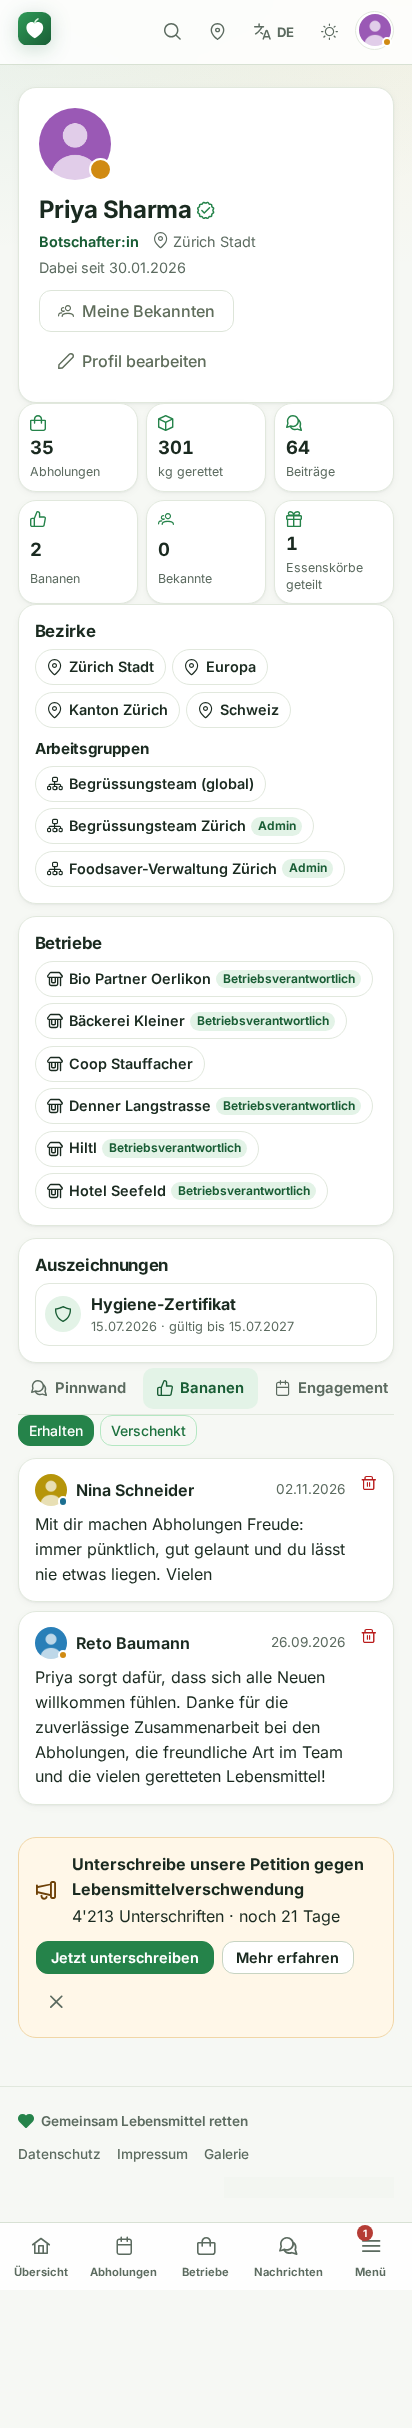 DE
Priya Sharma
Botschafter:in Zürich Stadt
Dabei seit 30.01.2026
Meine Bekannten
Profil bearbeiten
35
Abholungen
301
kg gerettet
64
Beiträge
2
Bananen
0
Bekannte
1
Essenskörbe
geteilt
Bezirke
Zürich Stadt
Europa
Kanton Zürich
Schweiz
Arbeitsgruppen
Begrüssungsteam (global)
Begrüssungsteam Zürich Admin
Foodsaver-Verwaltung Zürich Admin
Betriebe
Bio Partner Oerlikon Betriebsverantwortlich
Bäckerei Kleiner Betriebsverantwortlich
Coop Stauffacher
Denner Langstrasse Betriebsverantwortlich
Hiltl Betriebsverantwortlich
Hotel Seefeld Betriebsverantwortlich
Auszeichnungen
Hygiene-Zertifikat
15.07.2026 · gültig bis 15.07.2027
Pinnwand
Bananen
Engagement
Erhalten
Verschenkt
Nina Schneider 02.11.2026
Mit dir machen Abholungen Freude:
immer pünktlich, gut gelaunt und du lässt
nie etwas liegen. Vielen
Reto Baumann 26.09.2026
Priya sorgt dafür, dass sich alle Neuen
willkommen fühlen. Danke für die
zuverlässige Zusammenarbeit bei den
Abholungen, die freundliche Art im Team
und die vielen geretteten Lebensmittel!
Unterschreibe unsere Petition gegen
Lebensmittelverschwendung
4'213 Unterschriften · noch 21 Tage
Jetzt unterschreiben
Mehr erfahren
Gemeinsam Lebensmittel retten
Datenschutz Impressum Galerie
1
Übersicht
Abholungen
Betriebe
Nachrichten
Menü